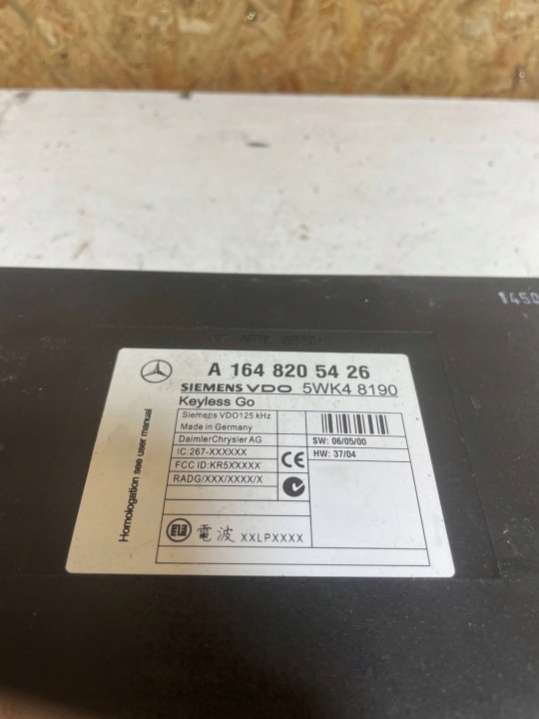 1450
A 164 820 54 26
SIEMENS VDO 5WK4 8190
Keyless Go
Siemens VDO 125 kHz
Made in Germany
DaimlerChrysler AG
IC 267-XXXXXX
FCC ID:KR5XXXXX
RADG/XXX/XXXX/X
CE
SW: 06/05/00
HW: 37/04
電波 XXLPXXXX
Homologation see user manual